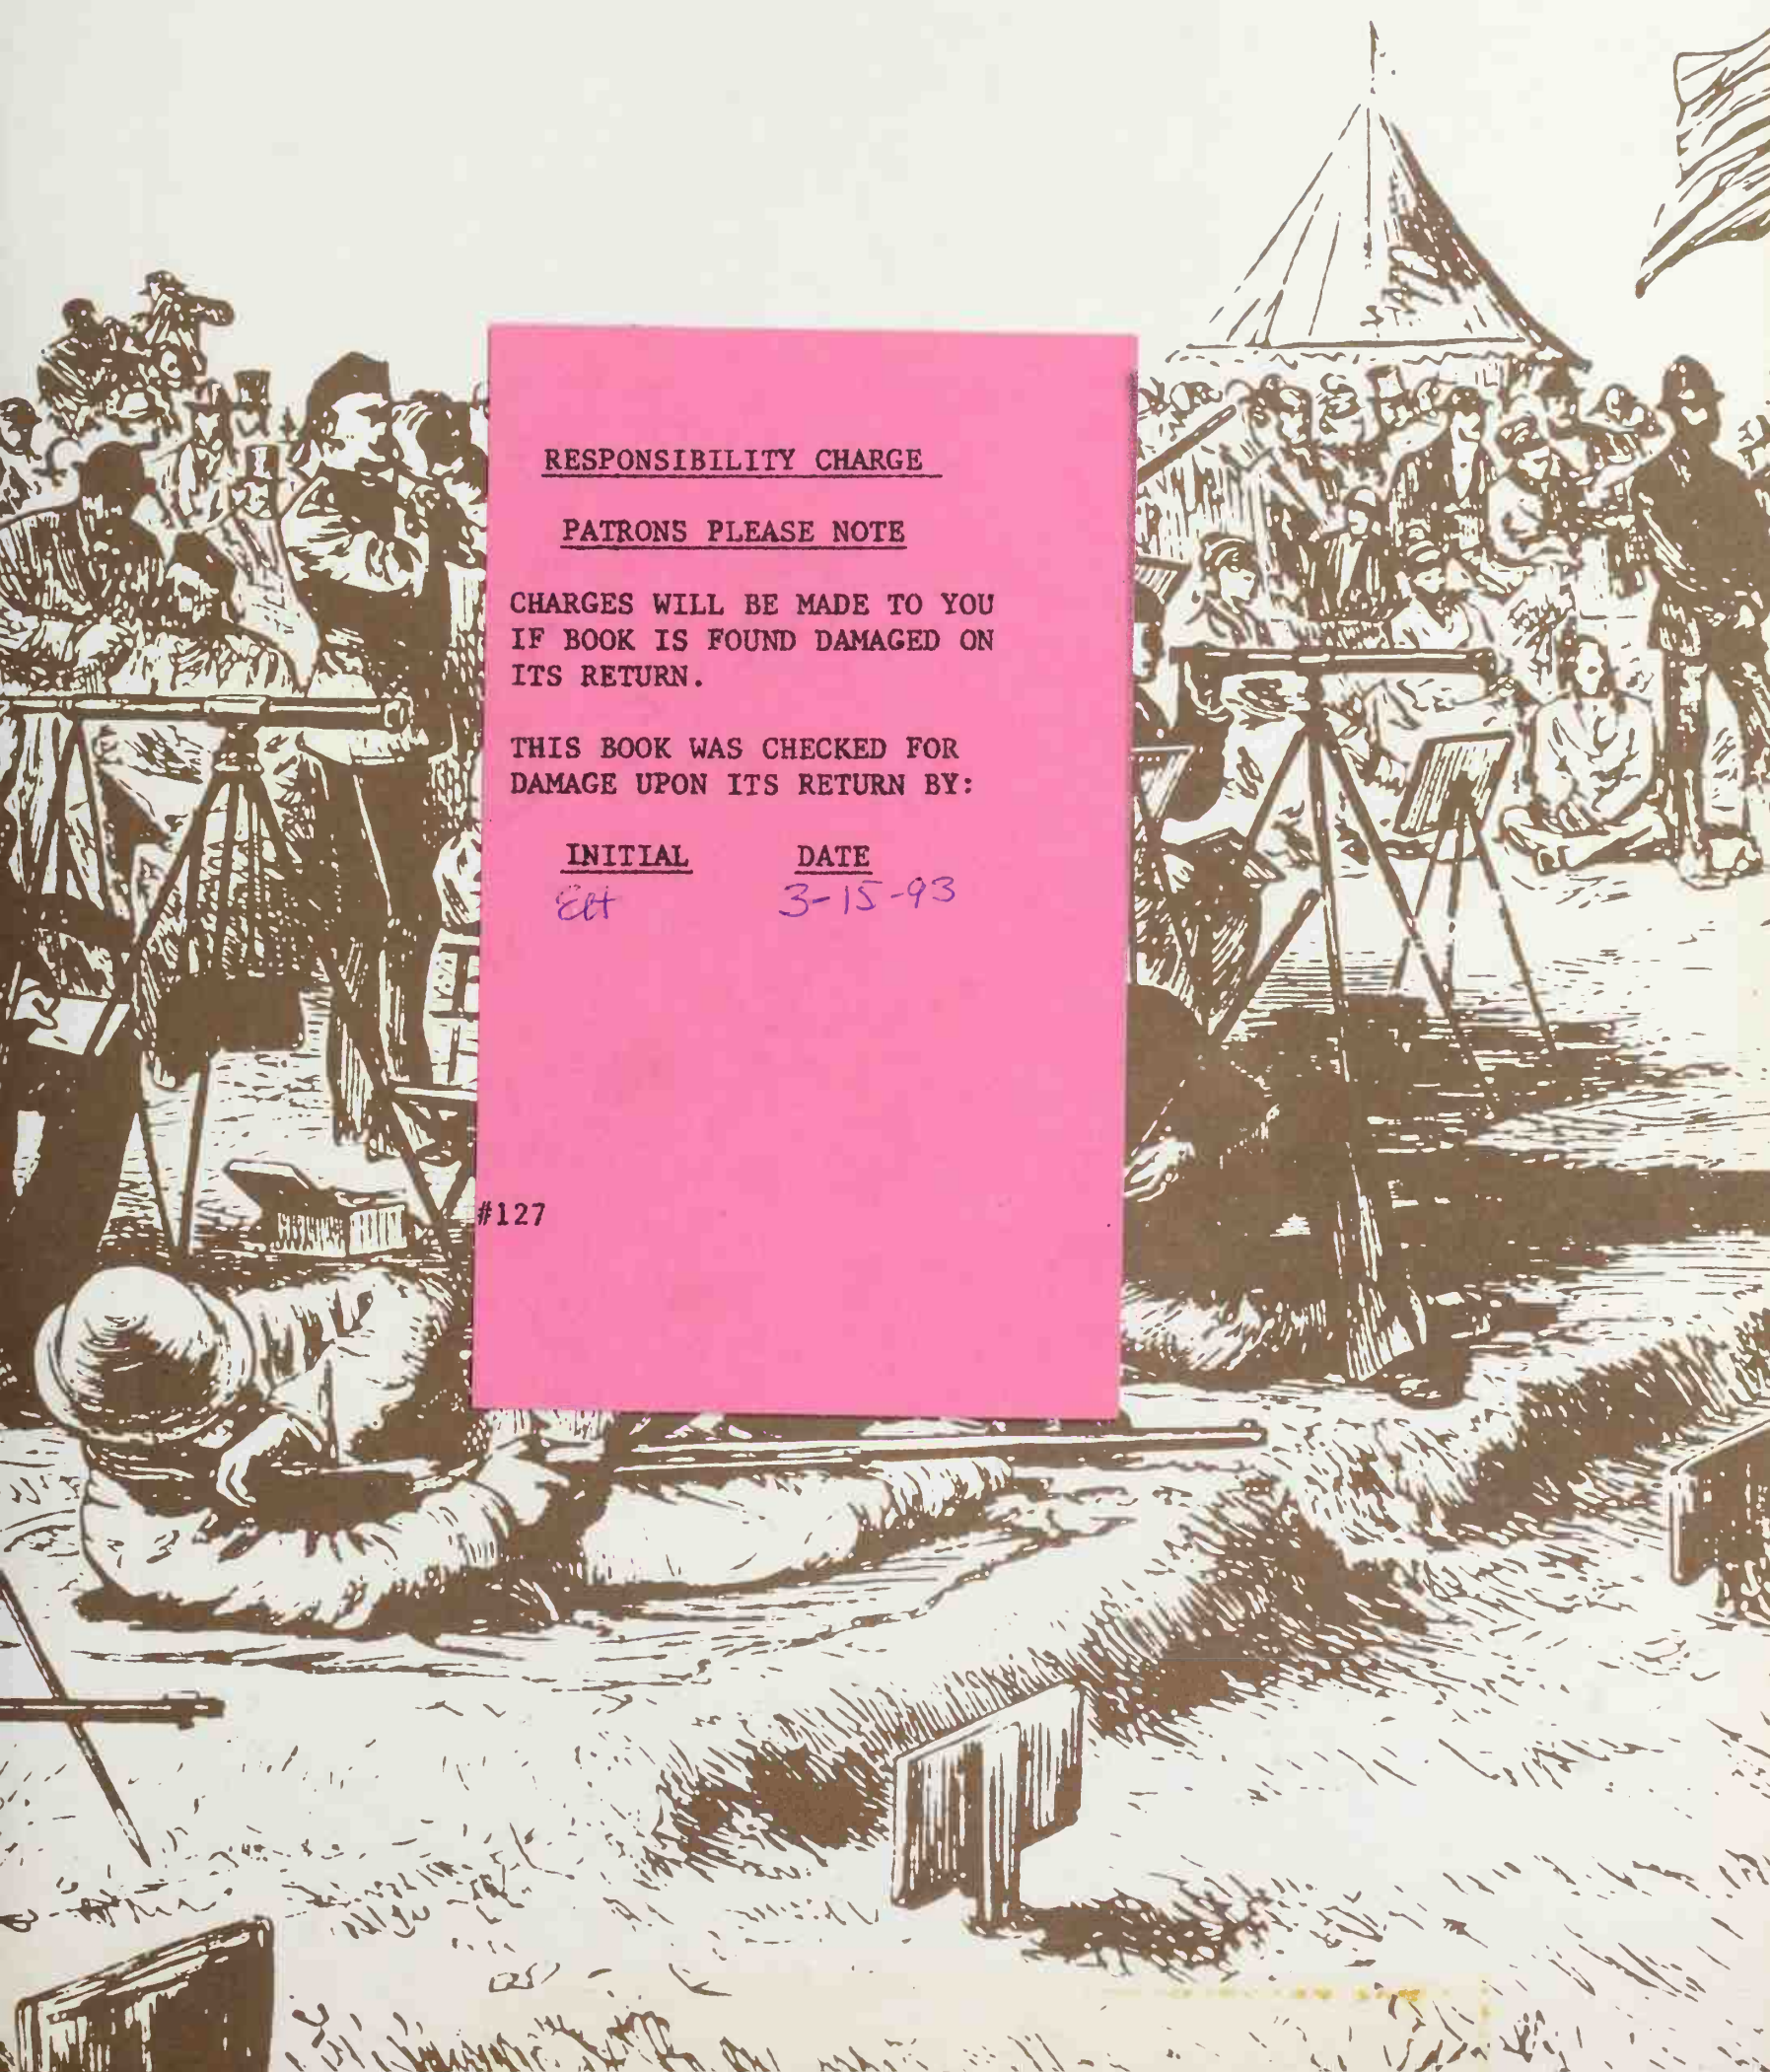 RESPONSIBILITY CHARGE
PATRONS PLEASE NOTE
CHARGES WILL BE MADE TO YOU
IF BOOK IS FOUND DAMAGED ON
ITS RETURN.
THIS BOOK WAS CHECKED FOR
DAMAGE UPON ITS RETURN BY:
INITIAL DATE
3-15-93
#127